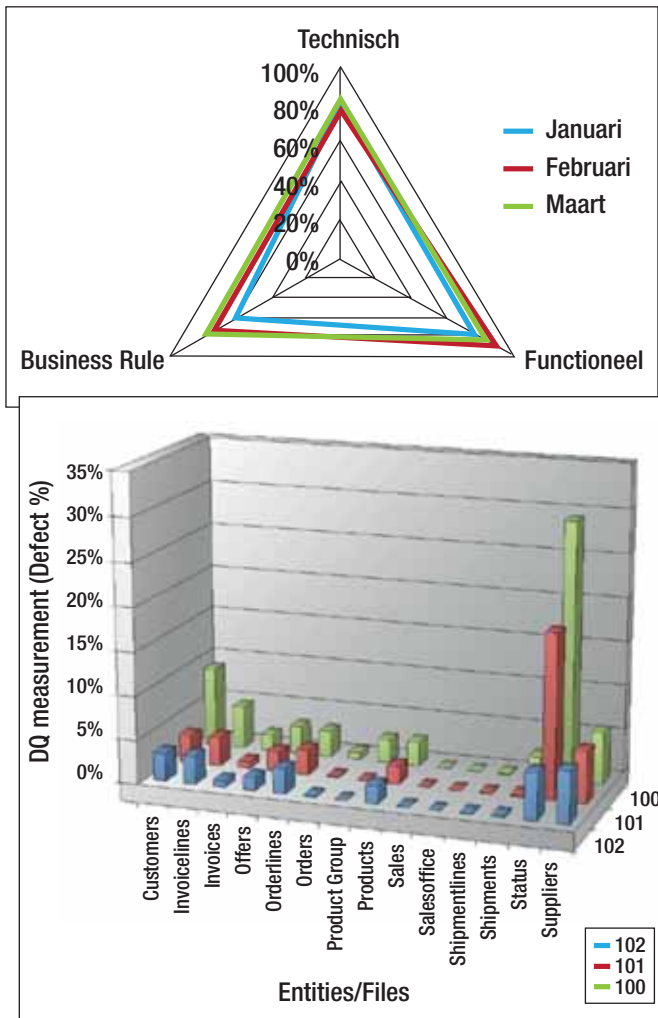 Technisch
100%
80%
60%
40%
20%
0%
Januari
Februari
Maart
Business Rule
Functioneel
DQ measurement (Defect %)
35%
30%
25%
20%
15%
10%
5%
0%
Customers
Invoicelines
Invoices
Offers
Orderlines
Orders
Product Group
Products
Sales
Salesoffice
Shipmentlines
Shipments
Status
Suppliers
100
101
102
Entities/Files
102
101
100